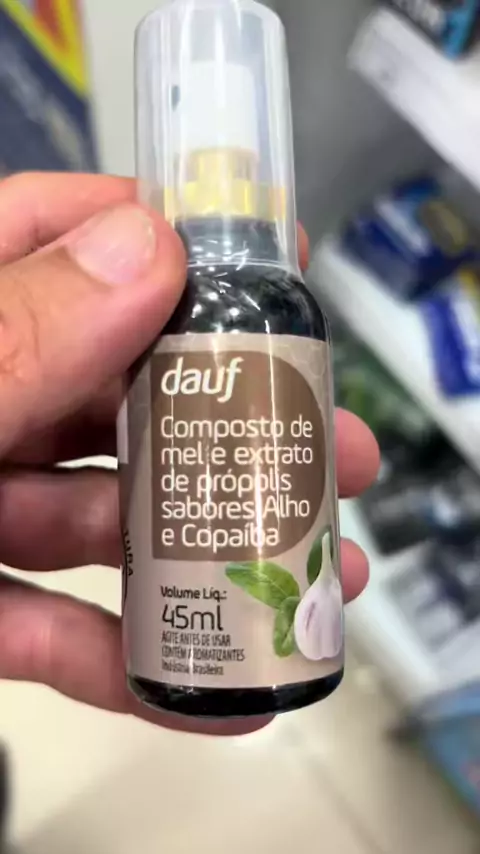 dauf
Composto de
mel e extrato
de própolis
sabores Alho
e Copaíba
Volume Líq.:
45ml
AGITE ANTES DE USAR
CONTÉM AROMATIZANTES
Indústria Brasileira